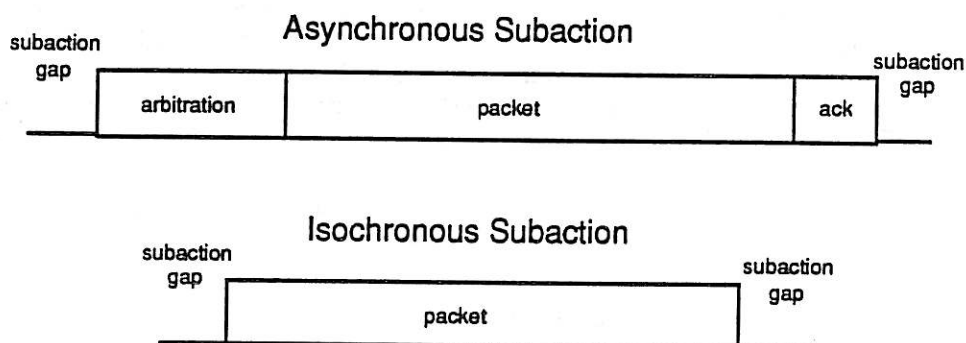 Asynchronous Subaction
subaction
gap
arbitration
packet
ack
subaction
gap
Isochronous Subaction
subaction
gap
packet
subaction
gap